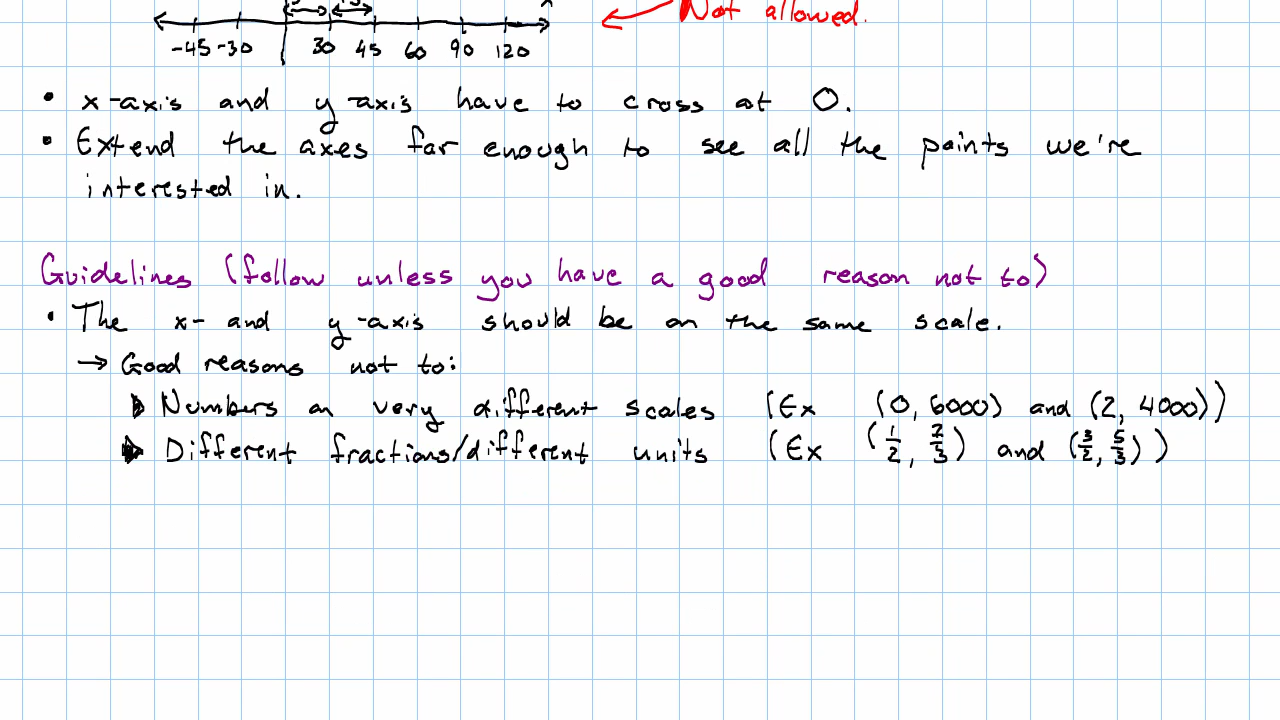 Not allowed.
-45 -30 30 45 60 90 120
• x-axis and y-axis have to cross at 0.
• Extend the axes far enough to see all the points we're
interested in.
Guidelines (follow unless you have a good reason not to)
• The x- and y-axis should be on the same scale.
→ Good reasons not to:
Numbers on very different scales (Ex (0, 6000) and (2, 4000))
Different fractions/different units (Ex (1/2, 2/3) and (3/2, 5/3))